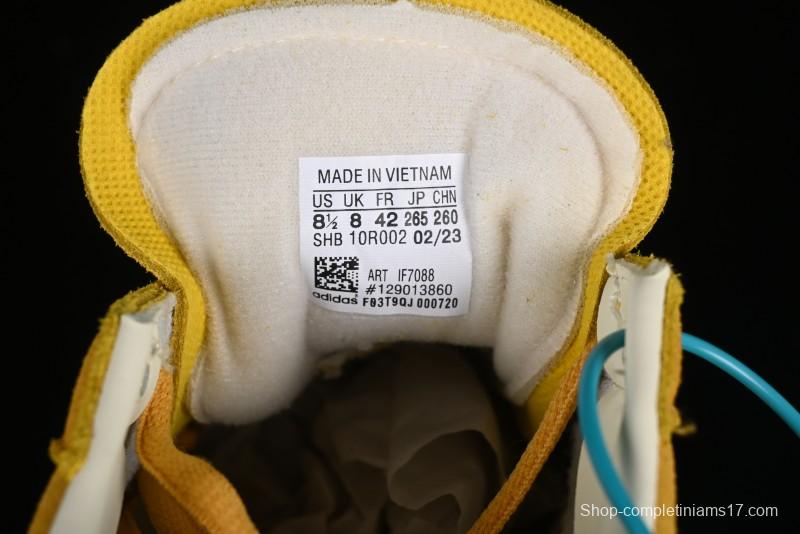 MADE IN VIETNAM
US UK FR JP CHN
8½ 8 42 265 260
SHB 10R002 02/23
ART IF7088
#129013860
adidas F03T9QJ 000720
Shop-completiniams17.com